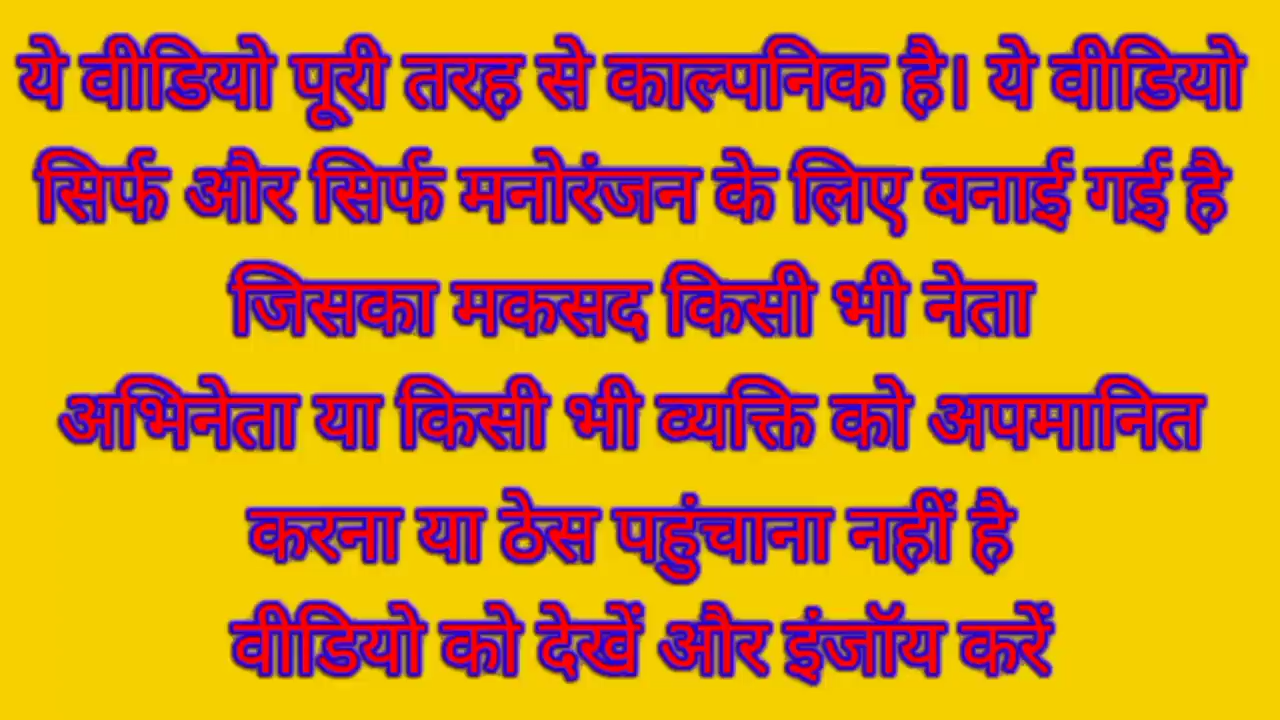 ये वीडियो पूरी तरह से काल्पनिक है। ये वीडियो
सिर्फ और सिर्फ मनोरंजन के लिए बनाई गई है
जिसका मकसद किसी भी नेता
अभिनेता या किसी भी व्यक्ति को अपमानित
करना या ठेस पहुंचाना नहीं है
वीडियो को देखें और इंजॉय करें